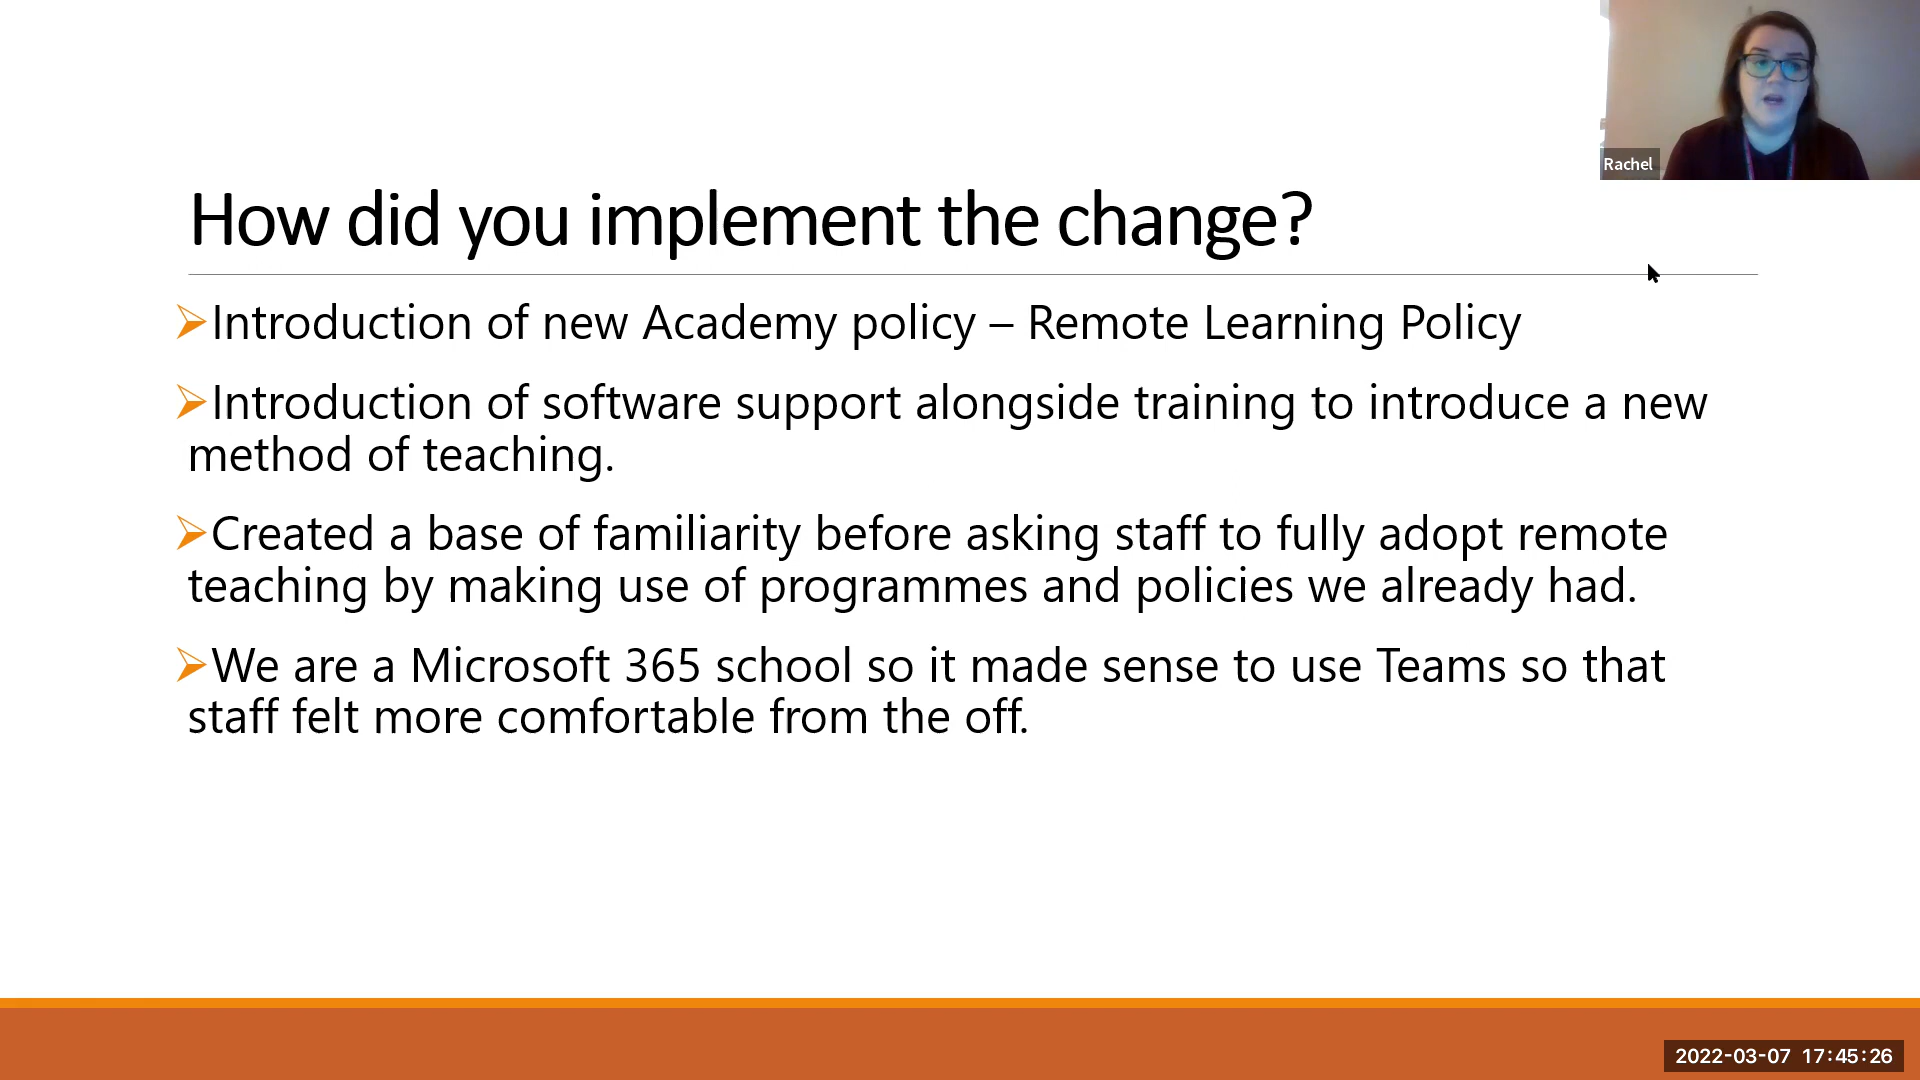 Rachel
How did you implement the change?
Introduction of new Academy policy – Remote Learning Policy
Introduction of software support alongside training to introduce a new
method of teaching.
Created a base of familiarity before asking staff to fully adopt remote
teaching by making use of programmes and policies we already had.
We are a Microsoft 365 school so it made sense to use Teams so that
staff felt more comfortable from the off.
2022-03-07 17:45:26